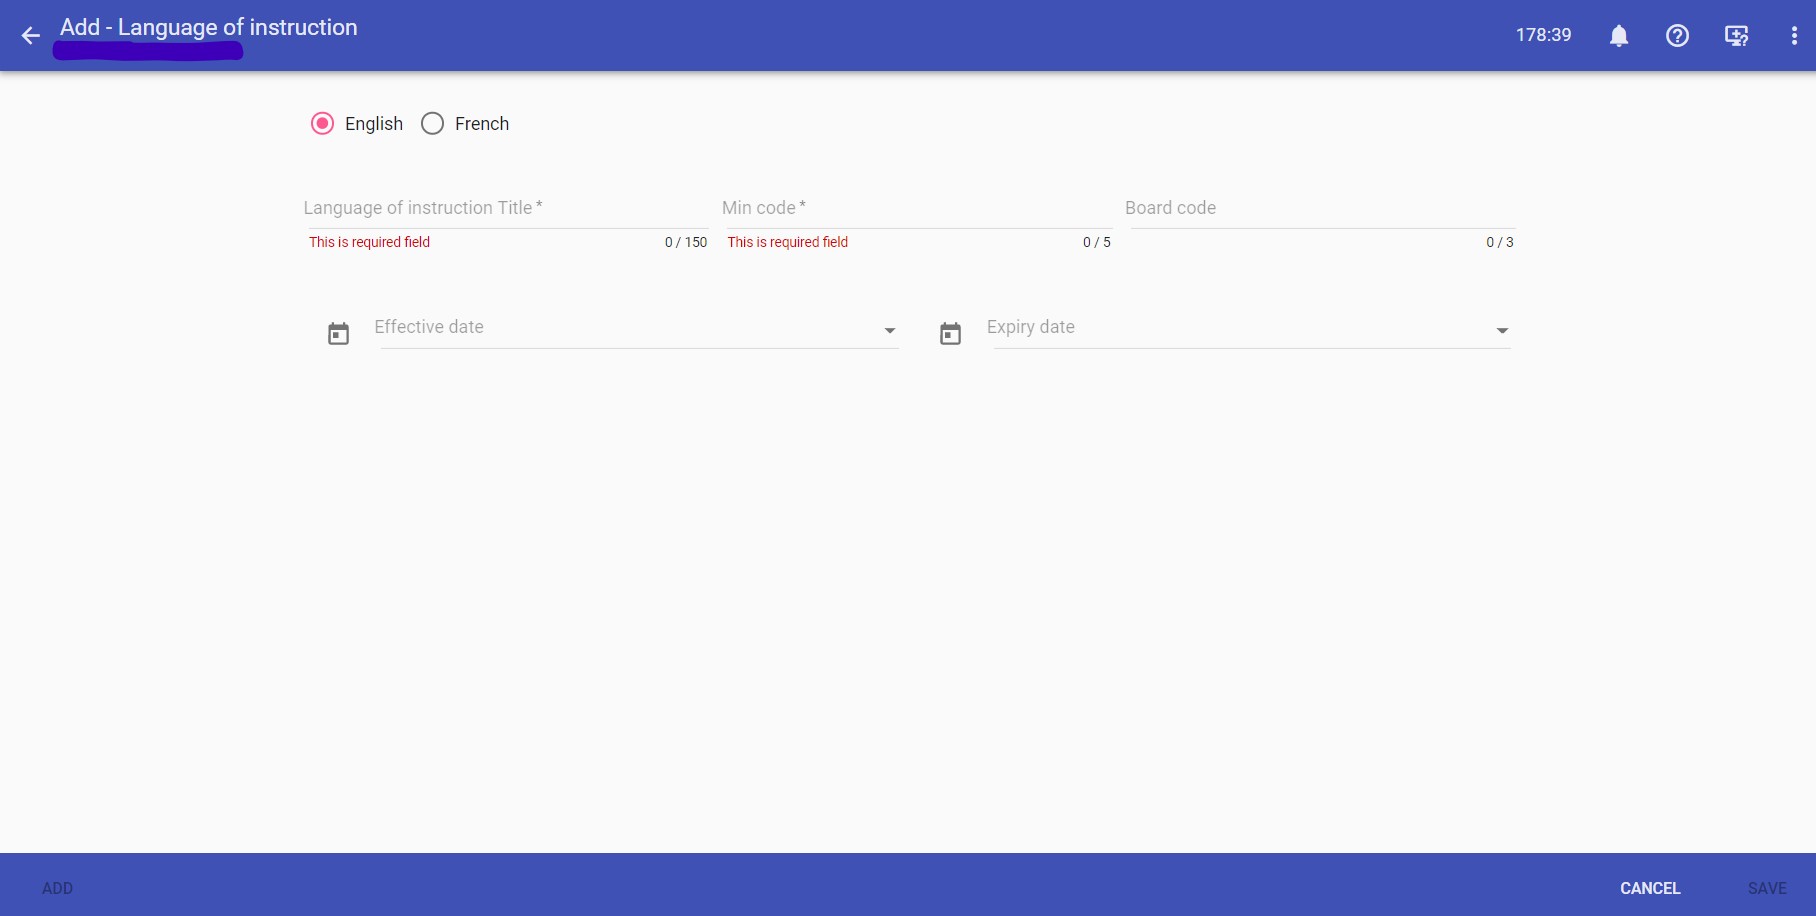 Add - Language of instruction
178:39
English
French
Language of instruction Title *
Min code *
Board code
This is required field
0 / 150
This is required field
0 / 5
0 / 3
Effective date
Expiry date
ADD
CANCEL
SAVE